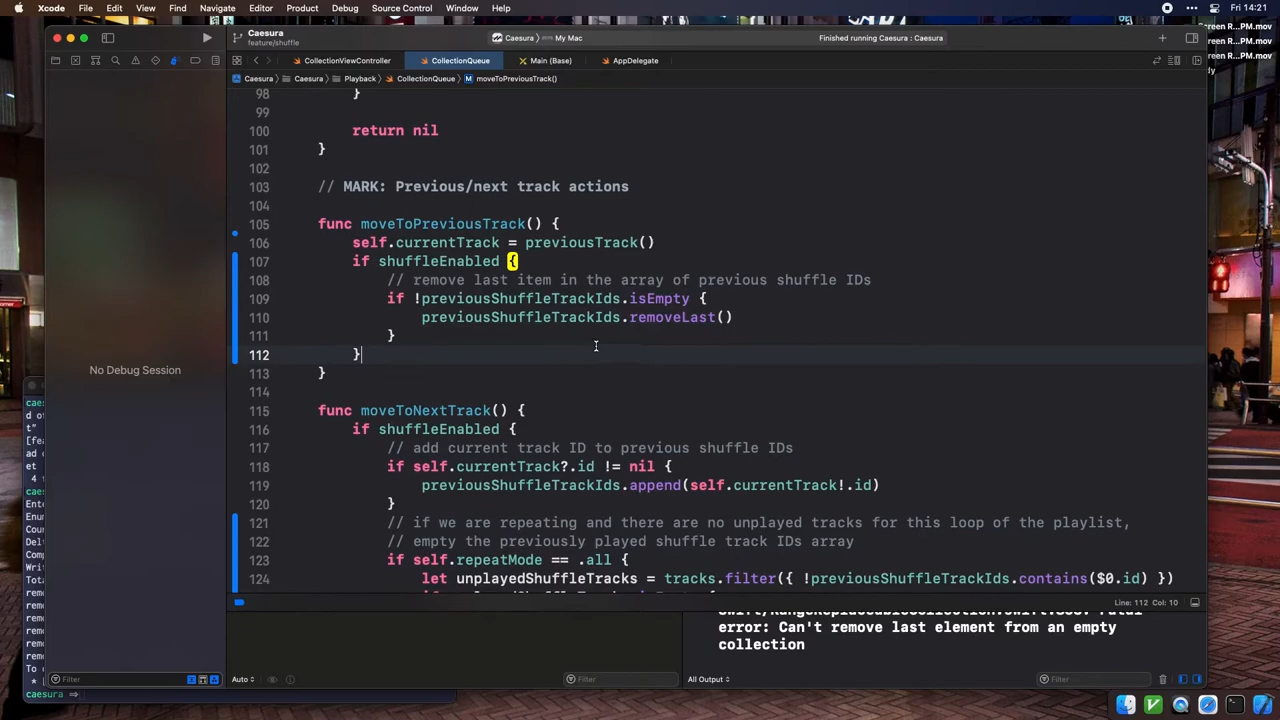 Xcode File Edit View Find Navigate Editor Product Debug Source Control Window Help Fri 14:21
Caesura
feature/shuffle
Caesura 〉 My Mac
Finished running Caesura : Caesura
CollectionViewController CollectionQueue Main (Base) AppDelegate
Caesura 〉 Caesura 〉 Playback 〉 CollectionQueue 〉 M moveToPreviousTrack()
98 }
99
100 return nil
101 }
102
103 // MARK: Previous/next track actions
104
105 func moveToPreviousTrack() {
106 self.currentTrack = previousTrack()
107 if shuffleEnabled {
108 // remove last item in the array of previous shuffle IDs
109 if !previousShuffleTrackIds.isEmpty {
110 previousShuffleTrackIds.removeLast()
111 }
112 }
113 }
114
115 func moveToNextTrack() {
116 if shuffleEnabled {
117 // add current track ID to previous shuffle IDs
118 if self.currentTrack?.id != nil {
119 previousShuffleTrackIds.append(self.currentTrack!.id)
120 }
121 // if we are repeating and there are no unplayed tracks for this loop of the playlist,
122 // empty the previously played shuffle track IDs array
123 if self.repeatMode == .all {
124 let unplayedShuffleTracks = tracks.filter({ !previousShuffleTrackIds.contains($0.id) })
No Debug Session
Line: 112 Col: 10
error: Can't remove last element from an empty
collection
Filter
Auto
Filter
All Output
Filter
creen R...PM.mov
creen R...PM.mov
dy
caesura ⇒